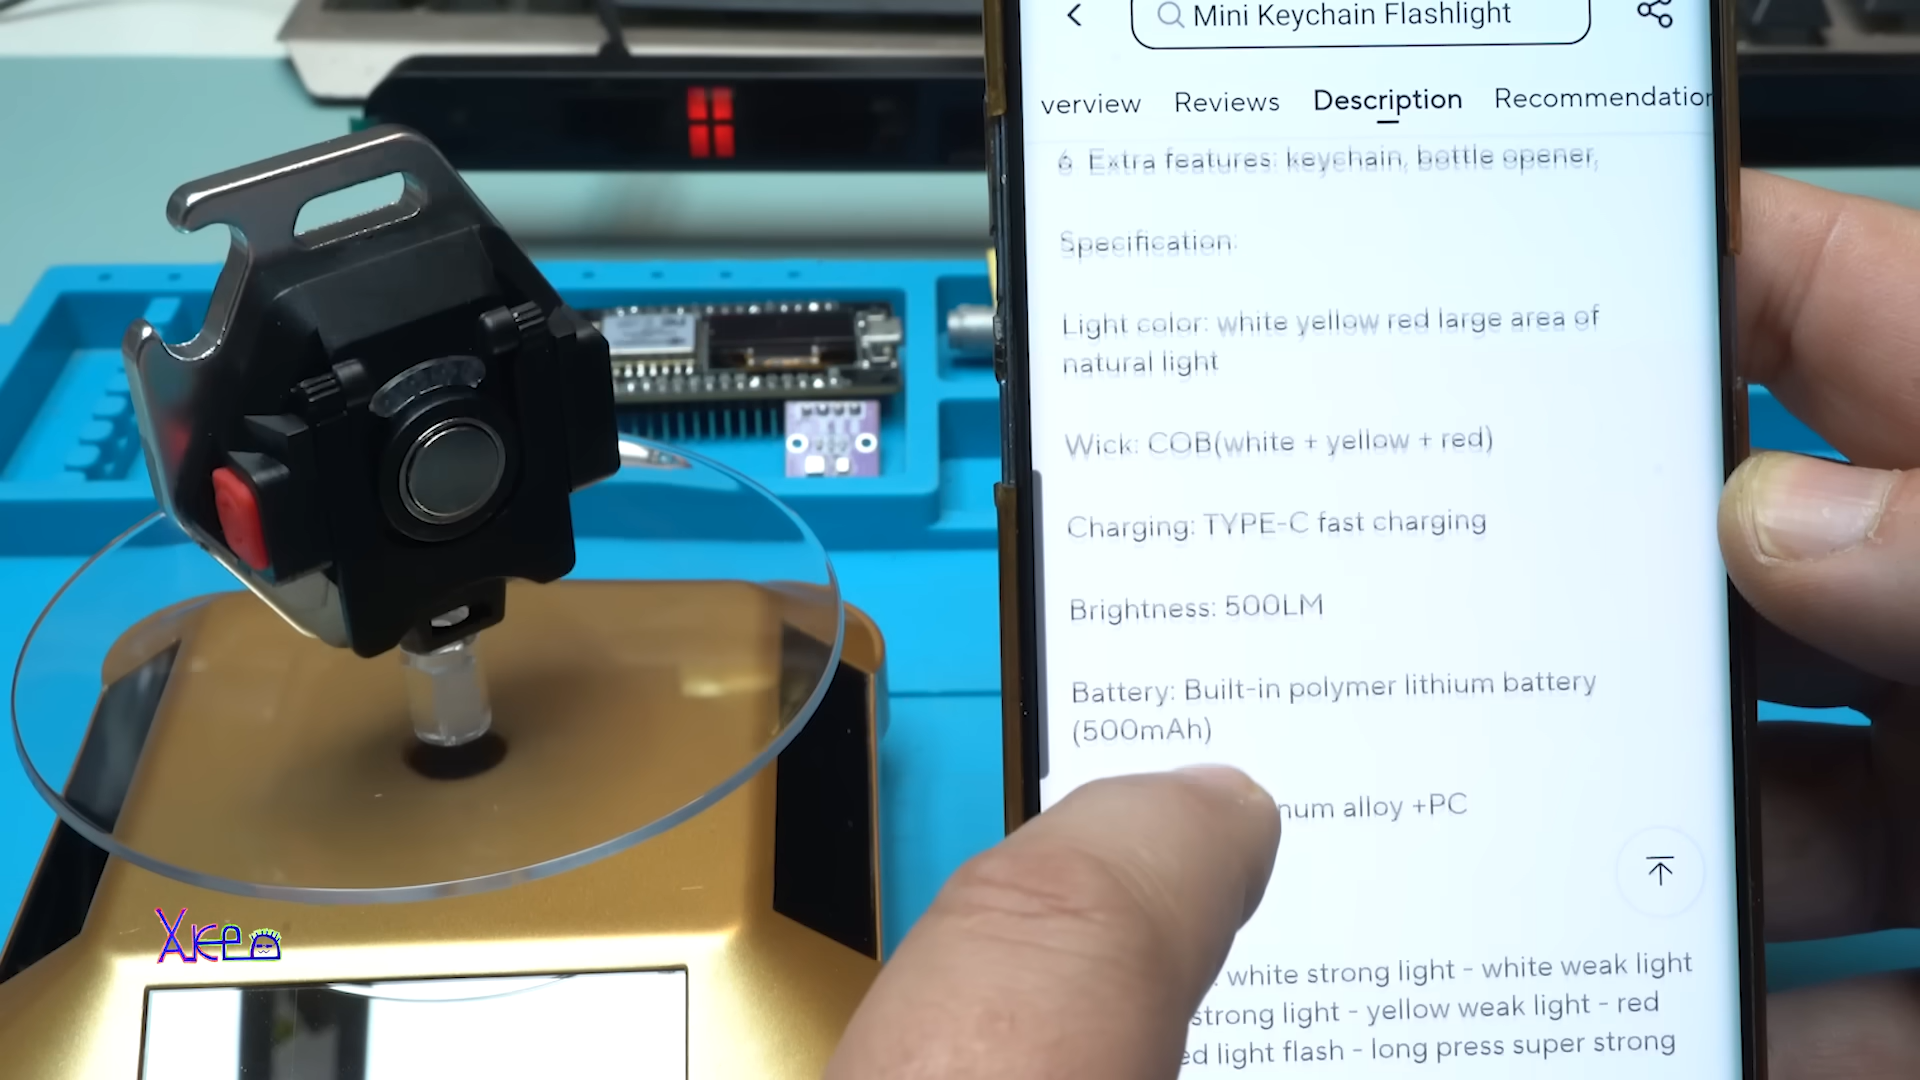 Mini Keychain Flashlight
verview Reviews Description Recommendation
6 Extra features: keychain, bottle opener,
Specification:
Light color: white yellow red large area of
natural light
Wick: COB(white + yellow + red)
Charging: TYPE-C fast charging
Brightness: 500LM
Battery: Built-in polymer lithium battery
(500mAh)
num alloy +PC
: white strong light - white weak light
strong light - yellow weak light - red
ed light flash - long press super strong